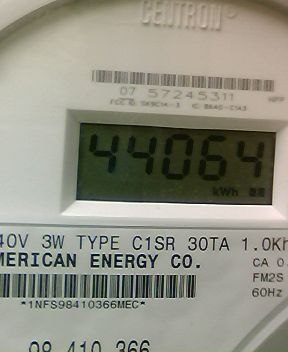 CENTRON®
07 57245311
44064
kWh
40V 3W TYPE C1SR 30TA 1.0Kh
MERICAN ENERGY CO.
CA 0.
FM2S
60Hz
*1NFS98410366MEC*
98 410 366